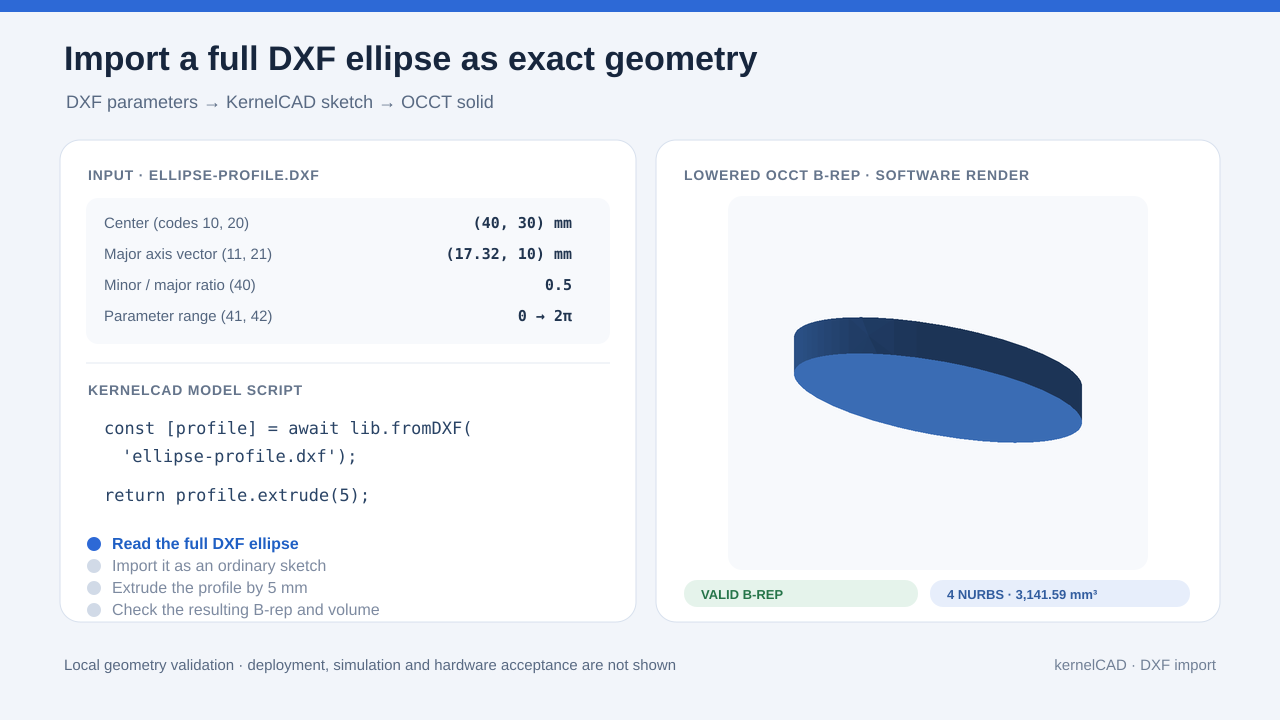 Import a full DXF ellipse as exact geometry
DXF parameters → KernelCAD sketch → OCCT solid
INPUT · ELLIPSE-PROFILE.DXF
Center (codes 10, 20) (40, 30) mm
Major axis vector (11, 21) (17.32, 10) mm
Minor / major ratio (40) 0.5
Parameter range (41, 42) 0 → 2π
KERNELCAD MODEL SCRIPT
const [profile] = await lib.fromDXF(
'ellipse-profile.dxf');
return profile.extrude(5);
Read the full DXF ellipse
Import it as an ordinary sketch
Extrude the profile by 5 mm
Check the resulting B-rep and volume
LOWERED OCCT B-REP · SOFTWARE RENDER
VALID B-REP
4 NURBS · 3,141.59 mm³
Local geometry validation · deployment, simulation and hardware acceptance are not shown
kernelCAD · DXF import